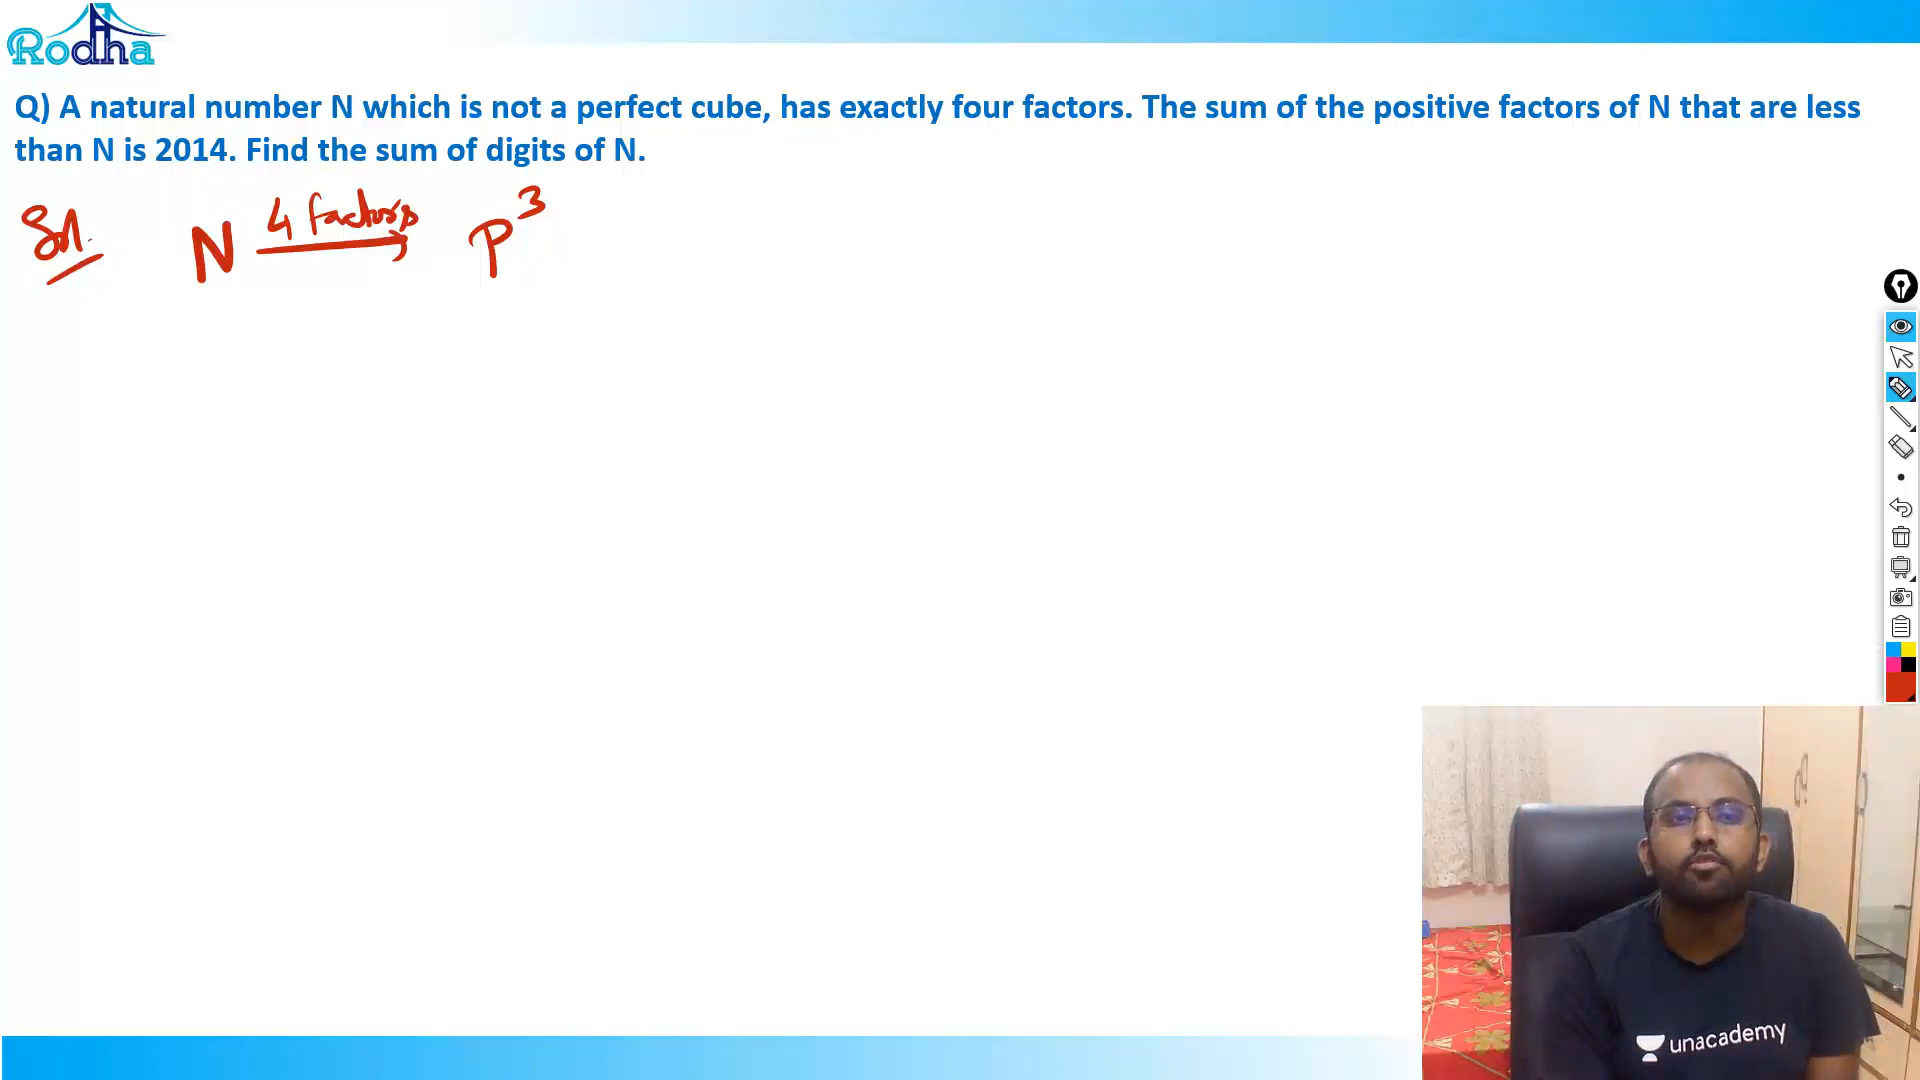 Rodha
Q) A natural number N which is not a perfect cube, has exactly four factors. The sum of the positive factors of N that are less
than N is 2014. Find the sum of digits of N.
Sol. N 4 factors P³
unacademy